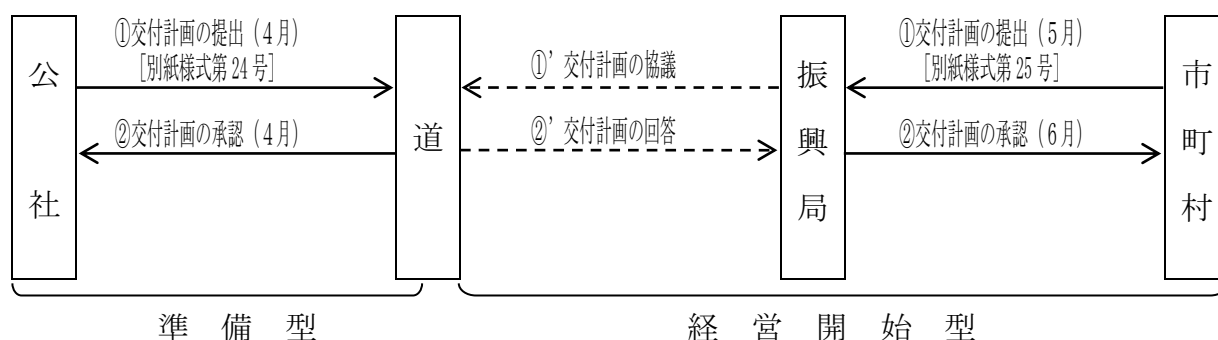 ①交付計画の提出（4月）
[別紙様式第24号]
②交付計画の承認（4月）
公社
道
①’交付計画の協議
②’交付計画の回答
振興局
①交付計画の提出（5月）
[別紙様式第25号]
②交付計画の承認（6月）
市町村
準備型
経営開始型